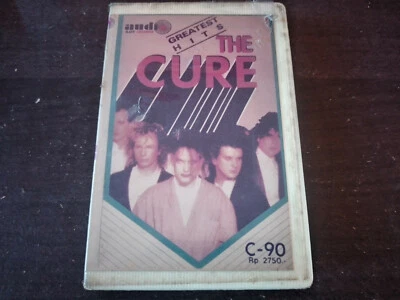 audio
GREATEST
HITS
THE
CURE
C-90
Rp 2750.-